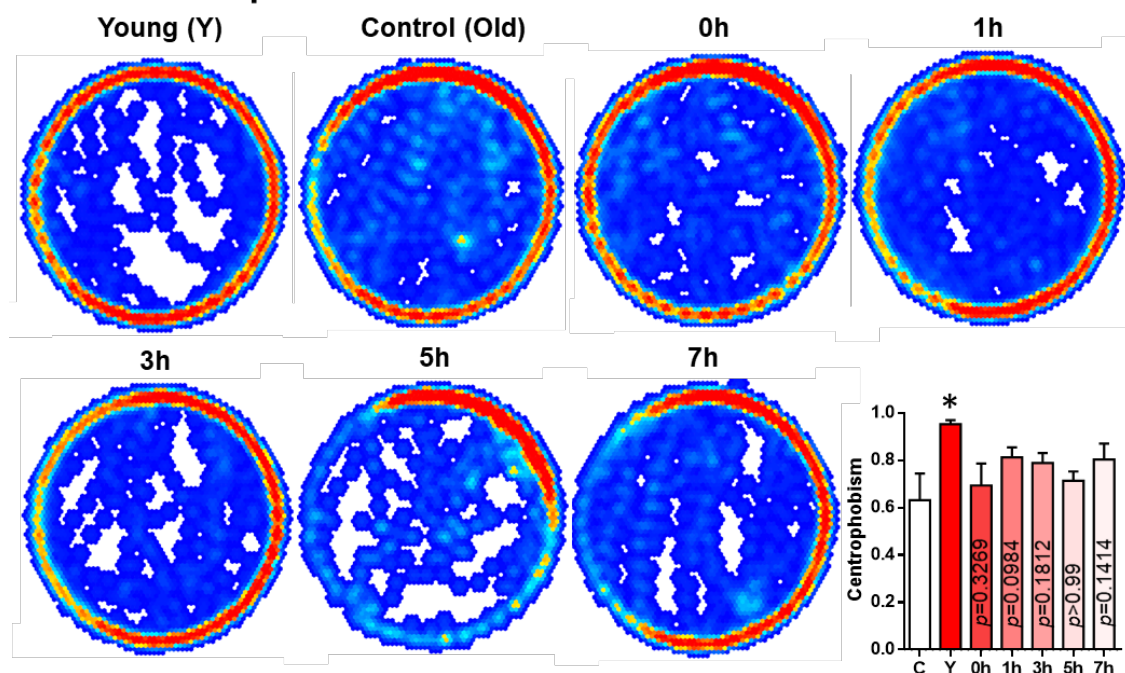 Young (Y)
Control (Old)
0h
1h
3h
5h
7h
*
Centrophobism
1.0
0.8
0.6
0.4
0.2
0.0
p=0.3269
p=0.0984
p=0.1812
p>0.99
p=0.1414
C Y 0h 1h 3h 5h 7h